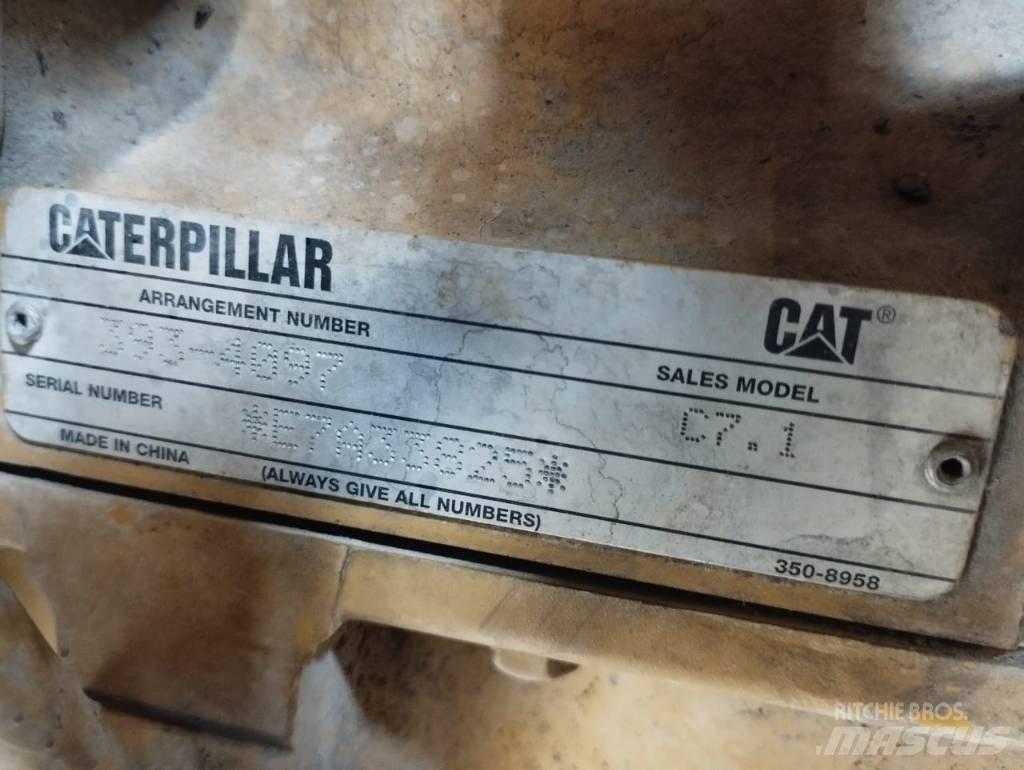 CATERPILLAR
CAT®
ARRANGEMENT NUMBER
393-4097
SALES MODEL
C7.1
SERIAL NUMBER
*E7A33825*
MADE IN CHINA
(ALWAYS GIVE ALL NUMBERS)
350-8958
RITCHIE BROS.
MASCUS